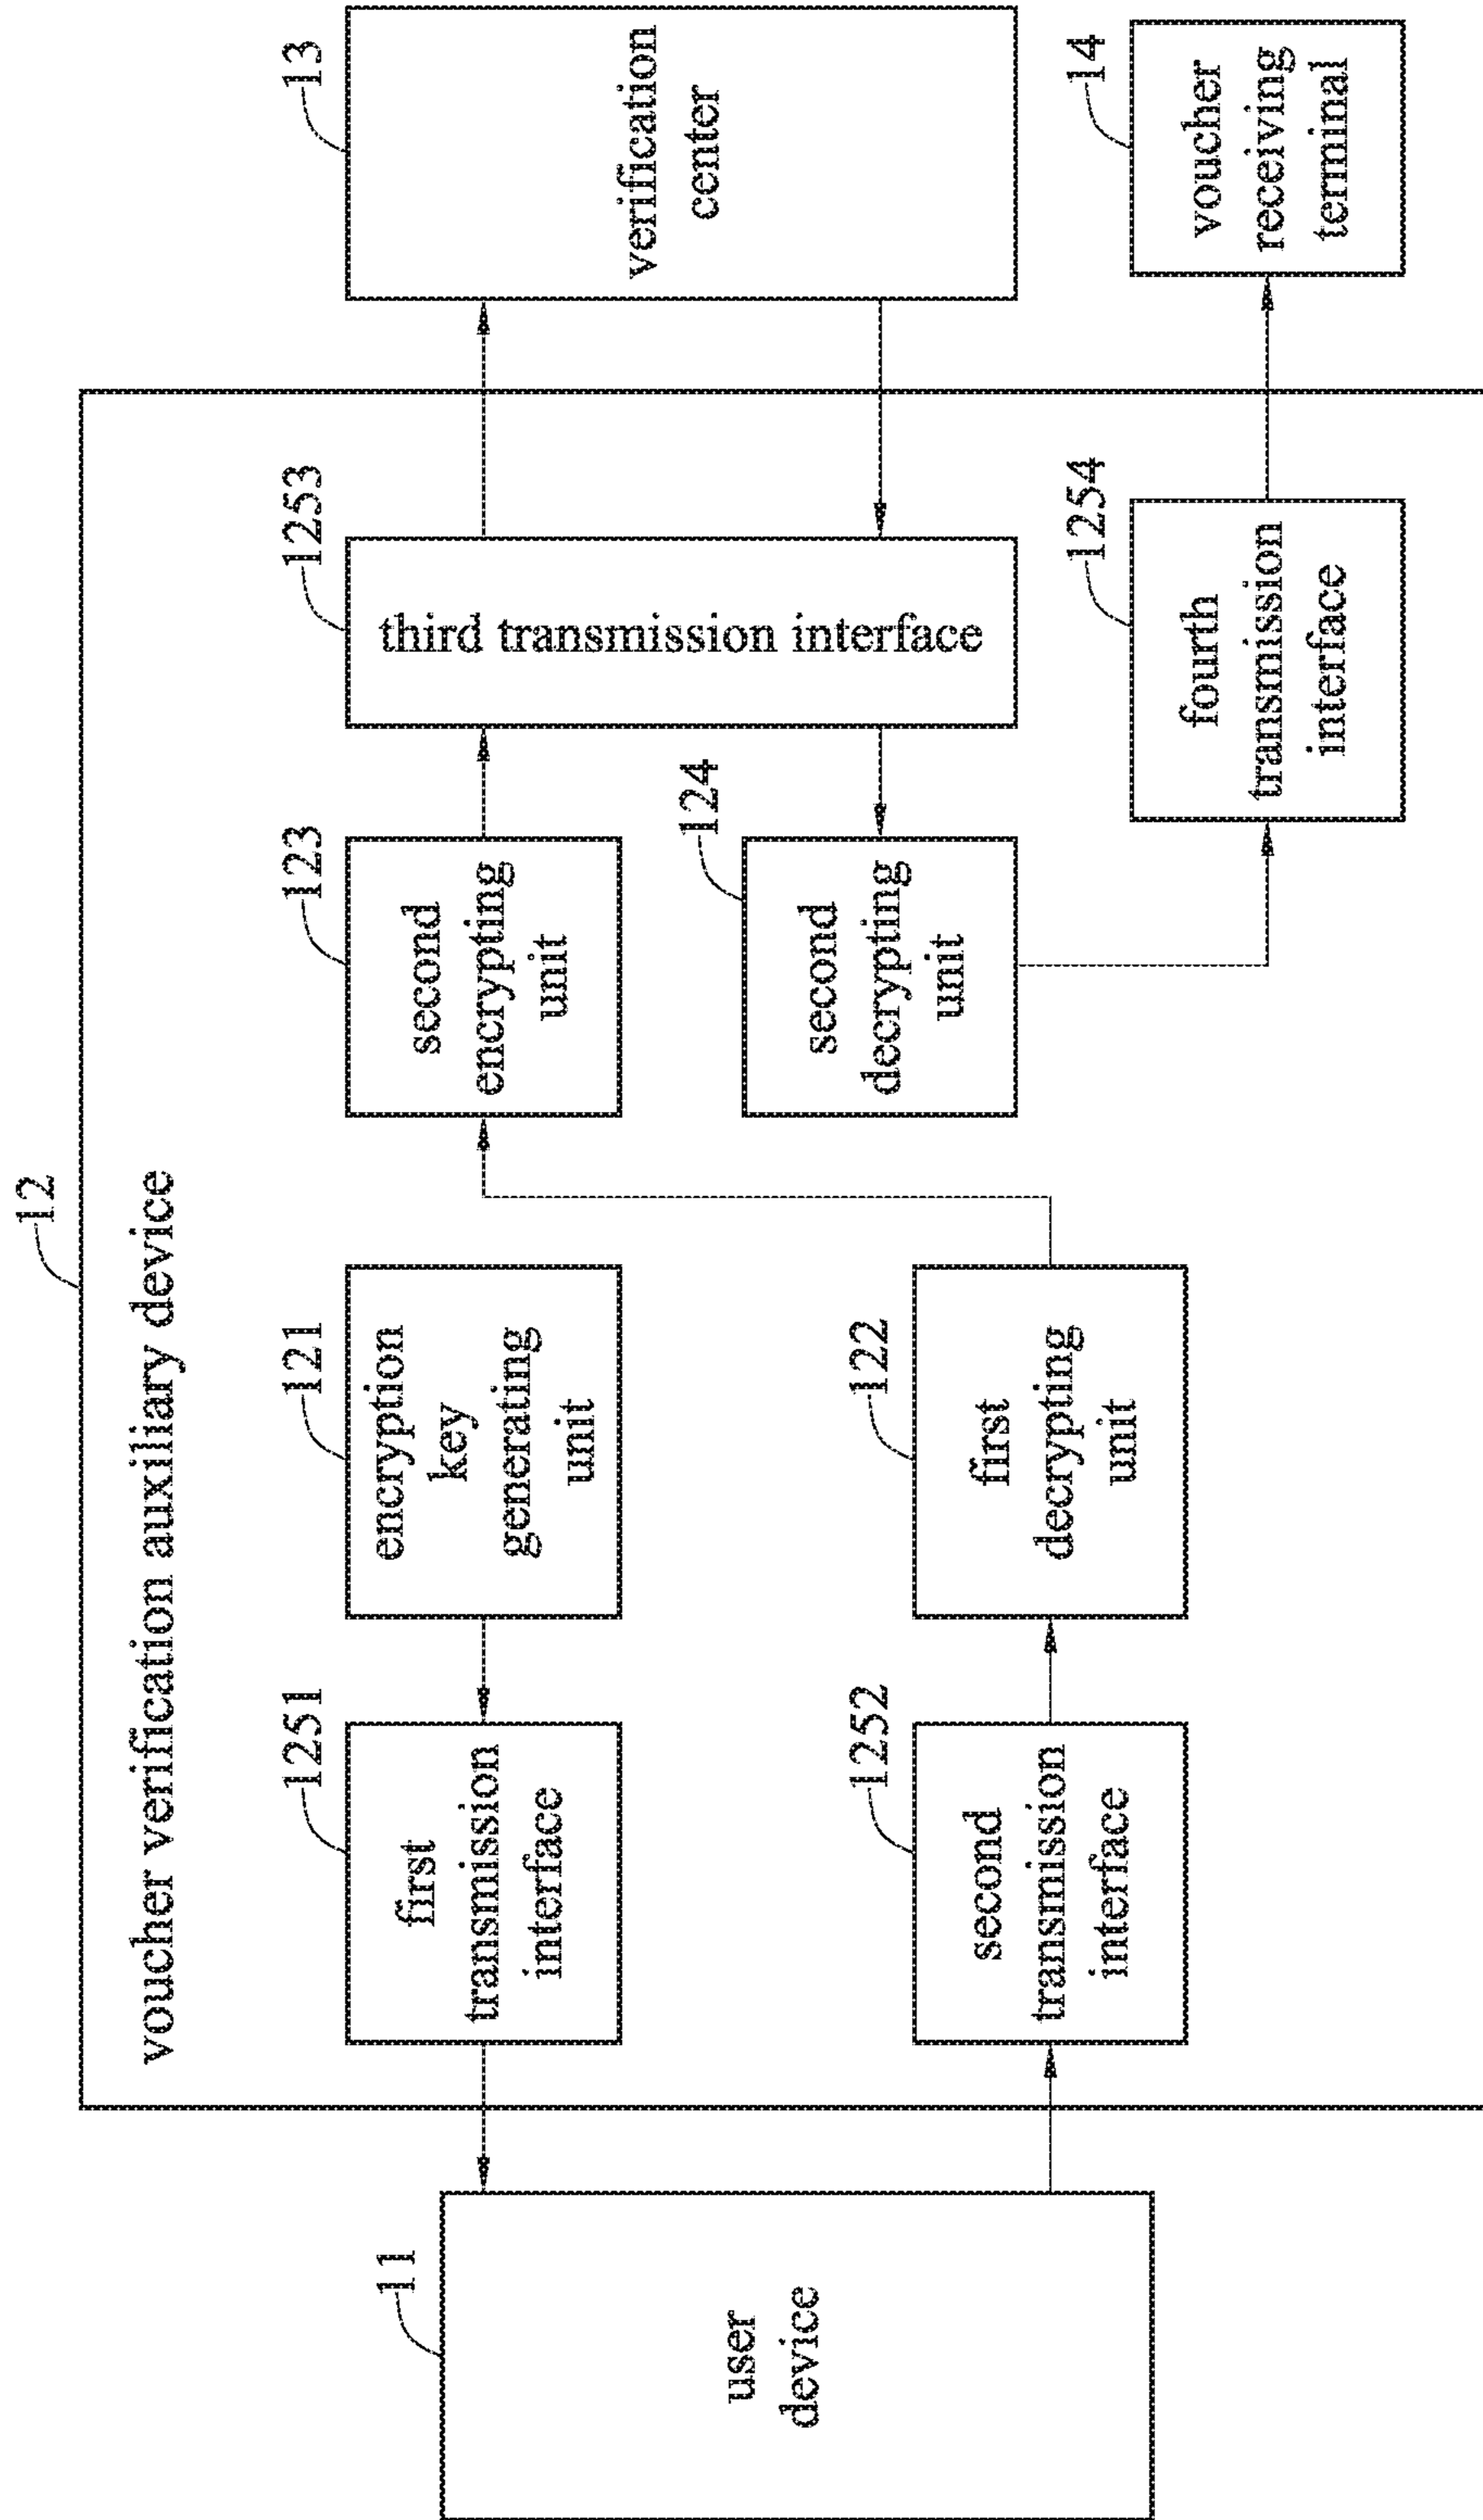 12
voucher verification auxiliary device
11
user
device
1251
first
transmission
interface
121
encryption
key
generating
unit
123
second
encrypting
unit
1253
third transmission interface
13
verification
center
1252
second
transmission
interface
122
first
decrypting
unit
124
second
decrypting
unit
1254
fourth
transmission
interface
14
voucher
receiving
terminal